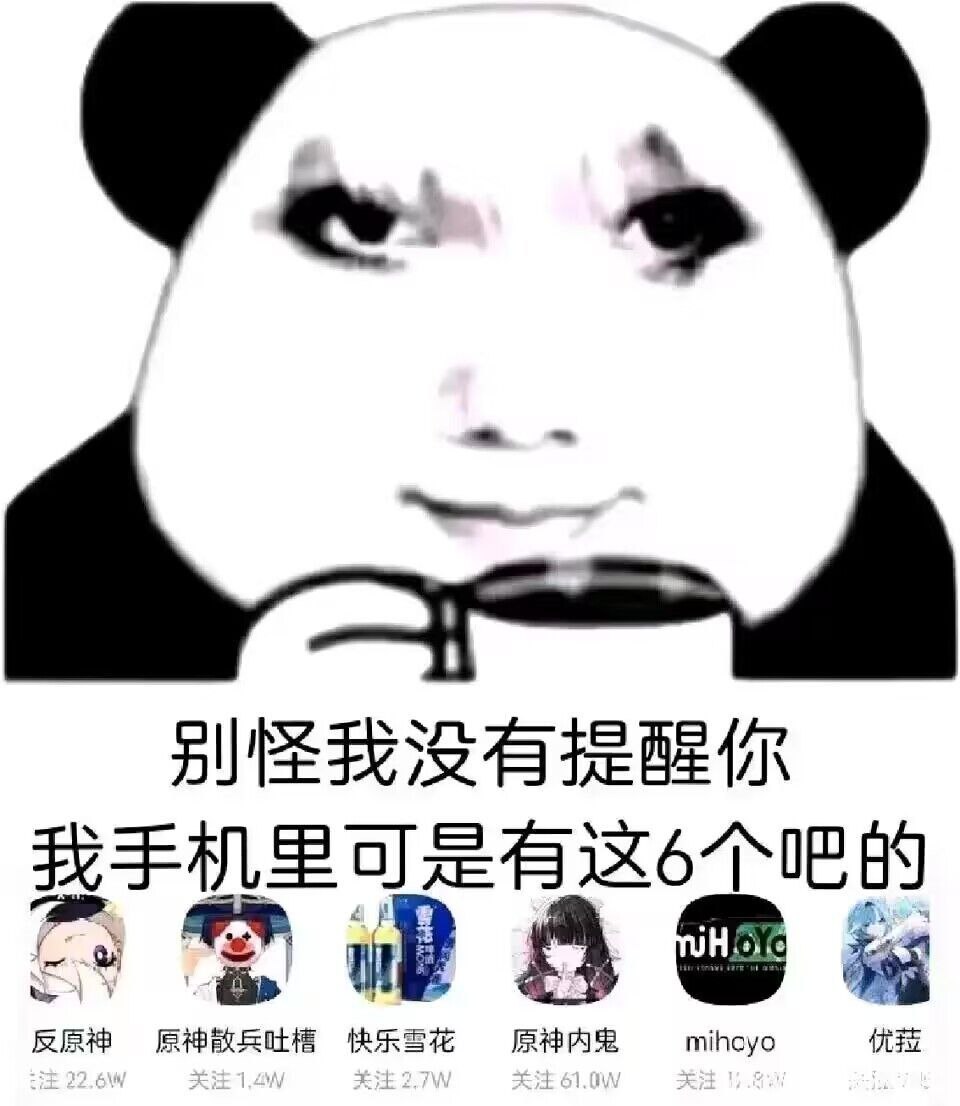 别怪我没有提醒你
我手机里可是有这6个吧的
雪花
miHoYo
反原神 原神散兵吐槽 快乐雪花 原神内鬼 mihoyo 优菈
关注 22.6W 关注 1.4W 关注 2.7W 关注 61.0W 关注